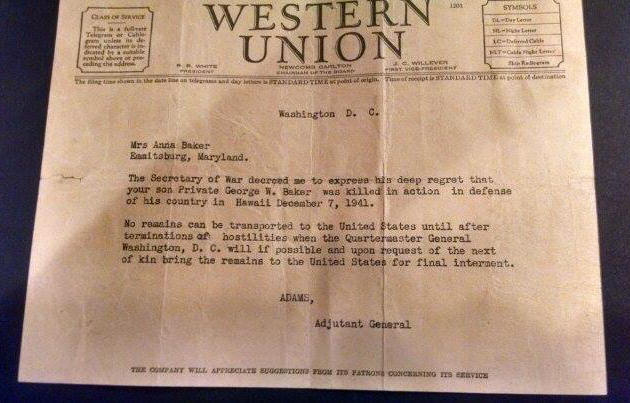 WESTERN
UNION
1201
CLASS OF SERVICE
This is a full-rate
Telegram or Cable-
gram unless its de-
ferred character is in-
dicated by a suitable
symbol above or pre-
ceding the address.
SYMBOLS
DL=Day Letter
NL=Night Letter
LC=Deferred Cable
NLT=Cable Night Letter
Ship Radiogram
R. B. WHITE
PRESIDENT
NEWCOMB CARLTON
CHAIRMAN OF THE BOARD
J. C. WILLEVER
FIRST VICE-PRESIDENT
The filing time shown in the date line on telegrams and day letters is STANDARD TIME at point of origin. Time of receipt is STANDARD TIME at point of destination
Washington D. C.
Mrs Anna Baker
Emmitsburg, Maryland.
The Secretary of War decreed me to express his deep regret that
your son Private George W. Baker was killed in action in defense
of his country in Hawaii December 7, 1941.
No remains can be transported to the United States until after
terminations of hostilities when the Quartermaster General
Washington, D. C. will if possible and upon request of the next
of kin bring the remains to the United States for final interment.
ADAMS,
Adjutant General
THE COMPANY WILL APPRECIATE SUGGESTIONS FROM ITS PATRONS CONCERNING ITS SERVICE